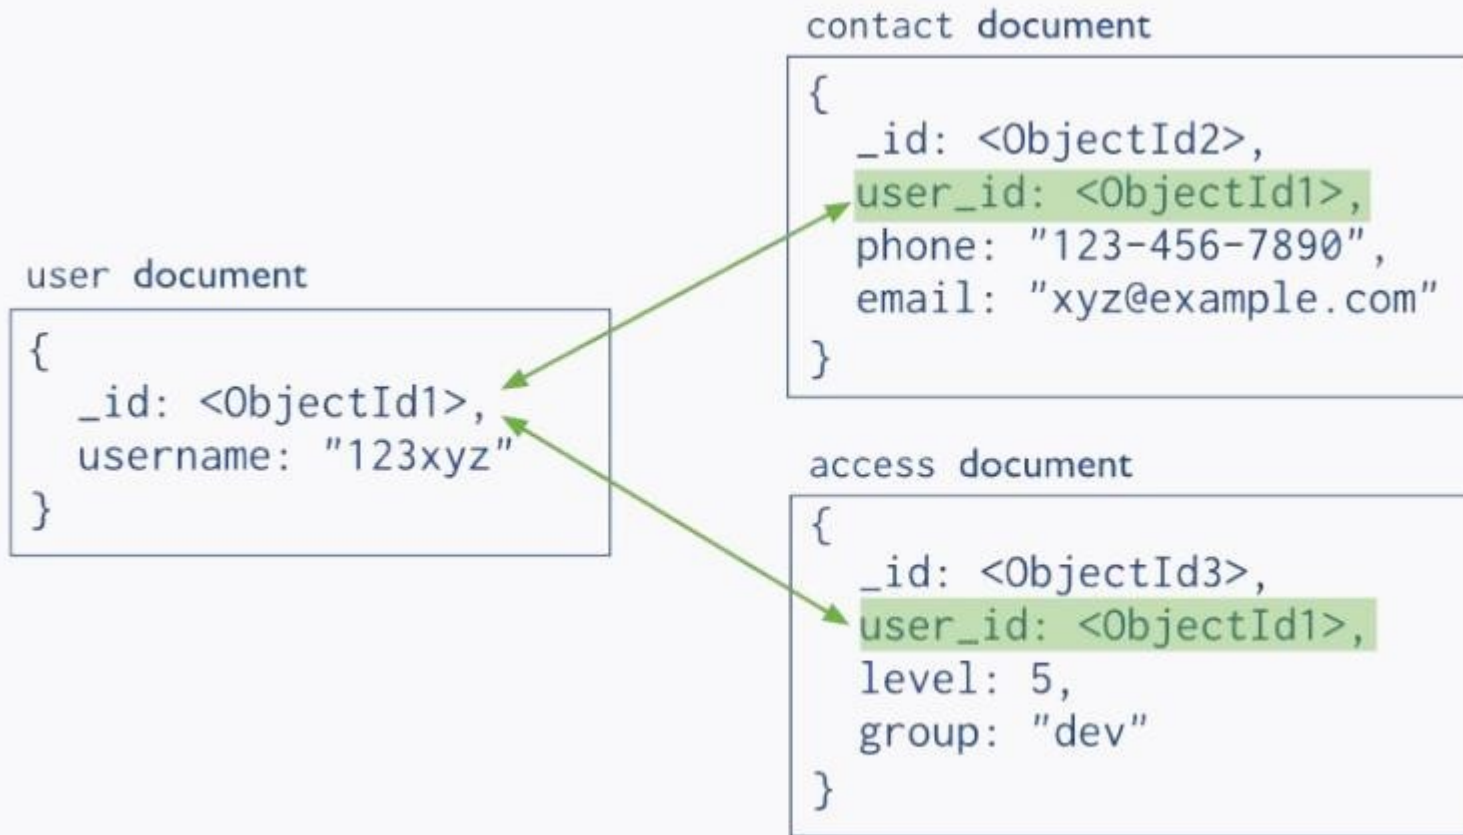 user document
{
_id: <ObjectId1>,
username: "123xyz"
}
contact document
{
_id: <ObjectId2>,
user_id: <ObjectId1>,
phone: "123-456-7890",
email: "xyz@example.com"
}
access document
{
_id: <ObjectId3>,
user_id: <ObjectId1>,
level: 5,
group: "dev"
}